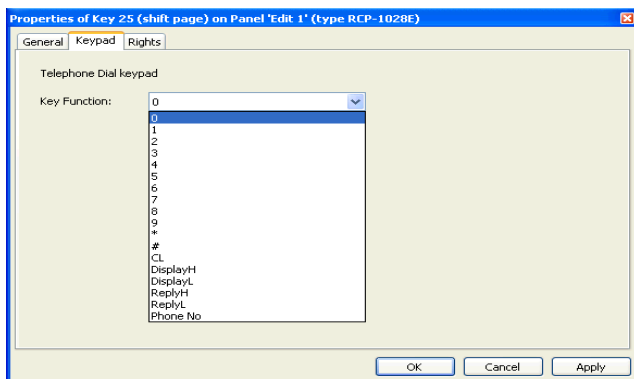 Properties of Key 25 (shift page) on Panel 'Edit 1' (type RCP-1028E)
General Keypad Rights
Telephone Dial keypad
Key Function: 0
0
1
2
3
4
5
6
7
8
9
*
#
CL
DisplayH
DisplayL
ReplyH
ReplyL
Phone No
OK Cancel Apply